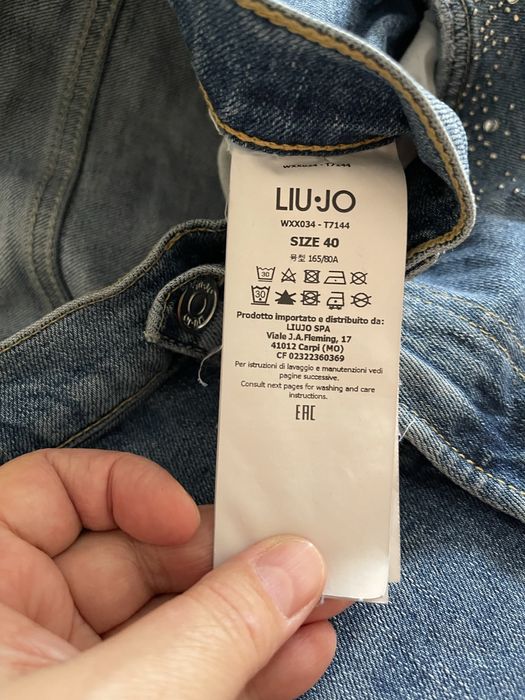 WXX034 - T7144
LIU·JO
WXX034 - T7144
SIZE 40
号型 165/80A
30
30
Prodotto importato e distribuito da:
LIUJO SPA
Viale J.A.Fleming, 17
41012 Carpi (MO)
CF 02322360369
Per istruzioni di lavaggio e manutenzioni vedi
pagine successive.
Consult next pages for washing and care
instructions.
EAC